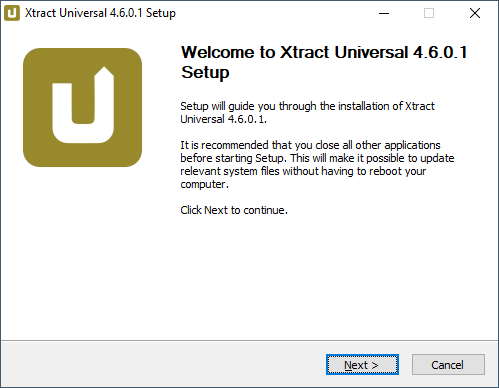 Xtract Universal 4.6.0.1 Setup
Welcome to Xtract Universal 4.6.0.1
Setup
Setup will guide you through the installation of Xtract
Universal 4.6.0.1.
It is recommended that you close all other applications
before starting Setup. This will make it possible to update
relevant system files without having to reboot your
computer.
Click Next to continue.
Next >
Cancel